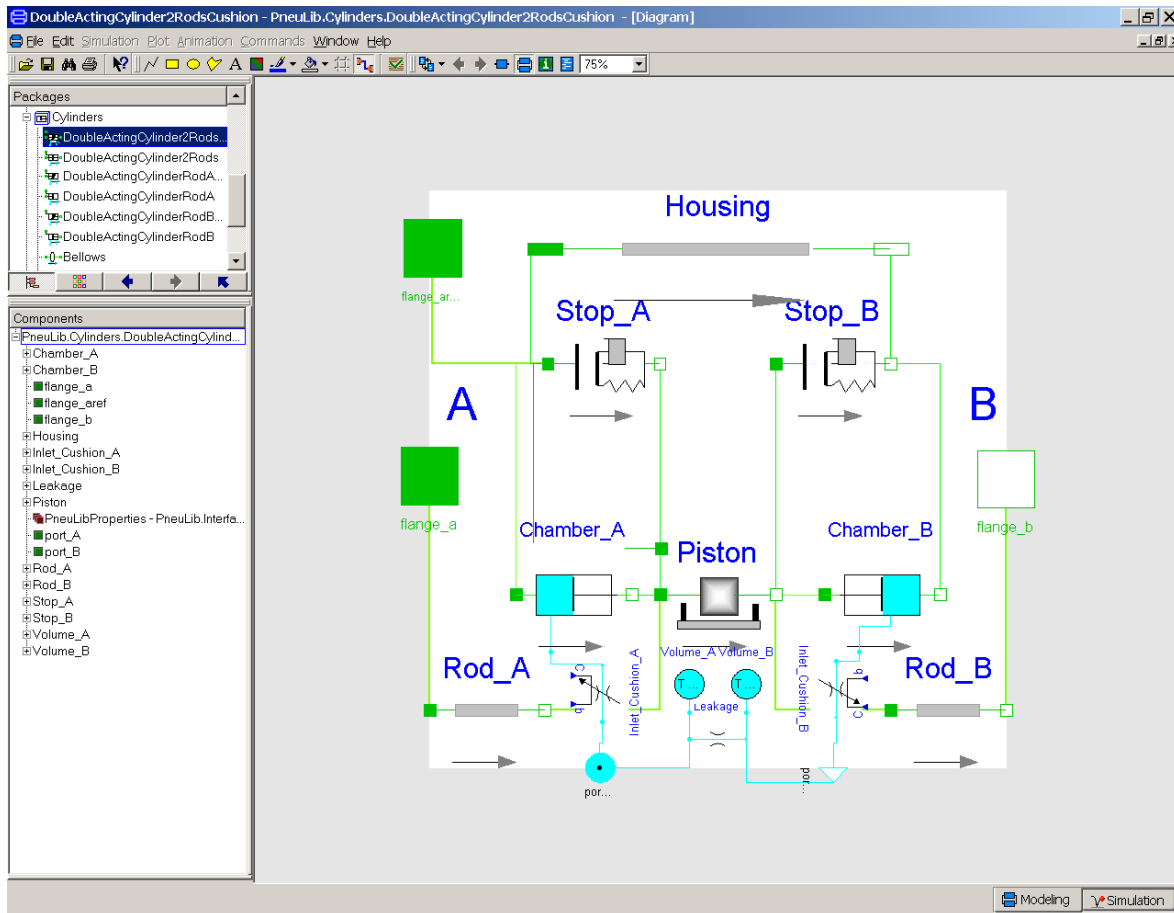 DoubleActingCylinder2RodsCushion - PneuLib.Cylinders.DoubleActingCylinder2RodsCushion - [Diagram]
File Edit Simulation Plot Animation Commands Window Help
A 75%
Packages
Cylinders
DoubleActingCylinder2Rods...
DoubleActingCylinder2Rods
DoubleActingCylinderRodA...
DoubleActingCylinderRodA
DoubleActingCylinderRodB...
DoubleActingCylinderRodB
Bellows
Components
PneuLib.Cylinders.DoubleActingCylind...
Chamber_A
Chamber_B
flange_a
flange_aref
flange_b
Housing
Inlet_Cushion_A
Inlet_Cushion_B
Leakage
Piston
PneuLibProperties - PneuLib.Interfa...
port_A
port_B
Rod_A
Rod_B
Stop_A
Stop_B
Volume_A
Volume_B
Housing
flange_ar...
Stop_A
Stop_B
A
B
flange_a
flange_b
Chamber_A
Chamber_B
Piston
Rod_A
Rod_B
Inlet_Cushion_A
Inlet_Cushion_B
Volume_A
Volume_B
T...
T...
Leakage
C
b
b
C
por...
por...
Modeling
Simulation